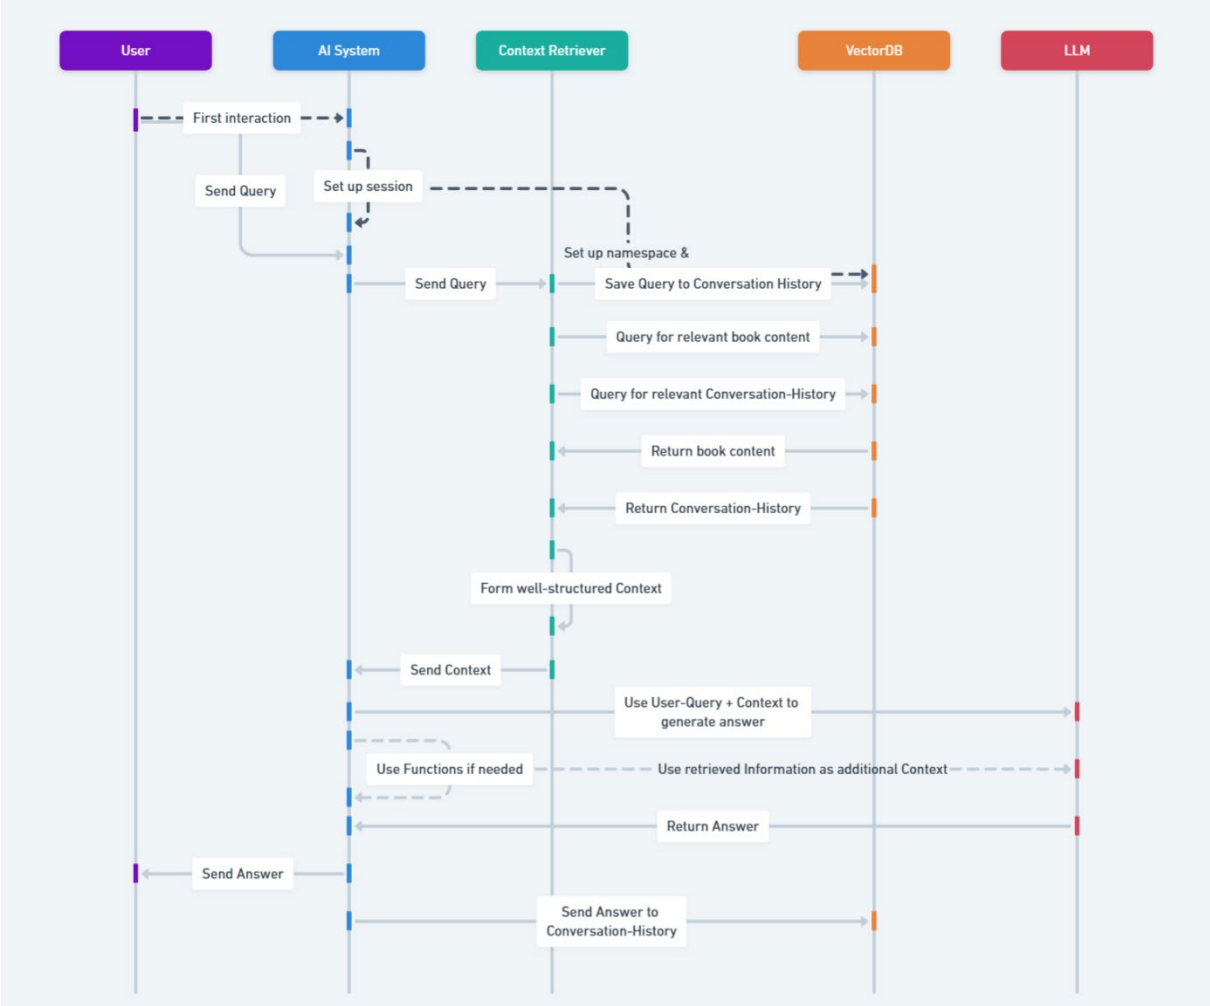 User
AI System
Context Retriever
VectorDB
LLM
First interaction
Set up session
Send Query
Set up namespace &
Send Query
Save Query to Conversation History
Query for relevant book content
Query for relevant Conversation-History
Return book content
Return Conversation-History
Form well-structured Context
Send Context
Use User-Query + Context to
generate answer
Use Functions if needed
Use retrieved Information as additional Context
Return Answer
Send Answer
Send Answer to
Conversation-History